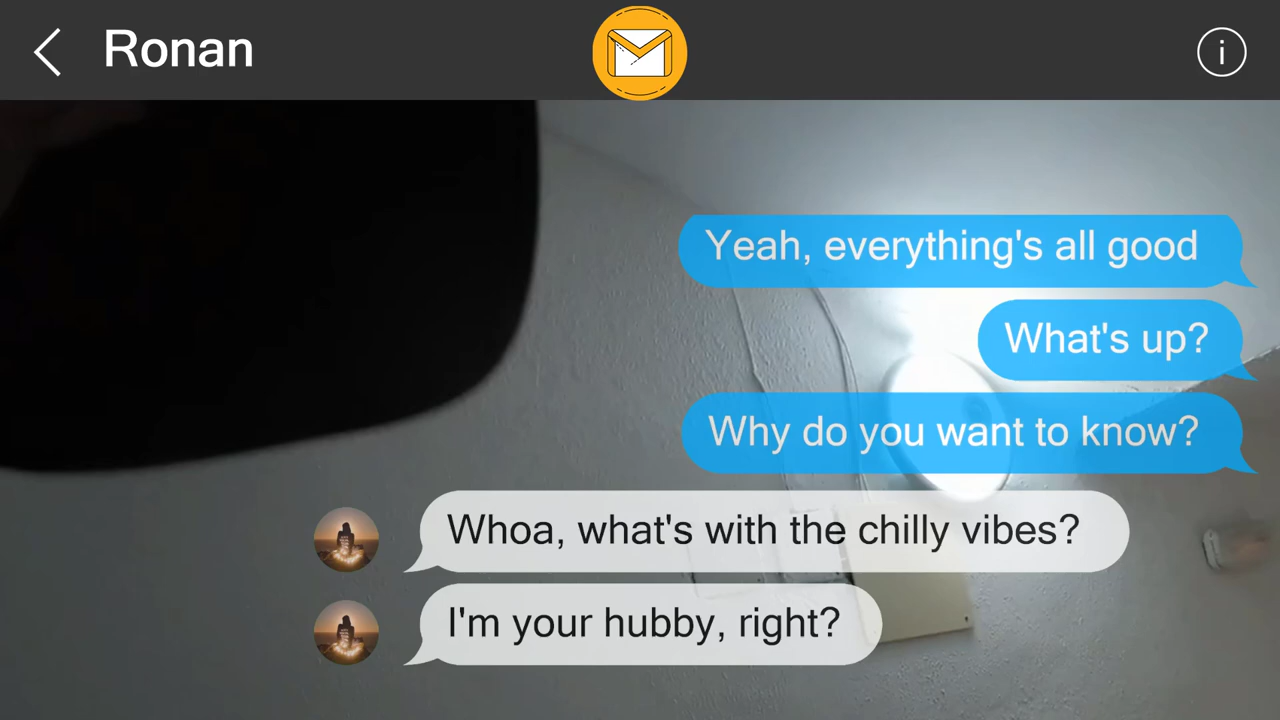 Ronan
i
Yeah, everything's all good
What's up?
Why do you want to know?
Whoa, what's with the chilly vibes?
I'm your hubby, right?